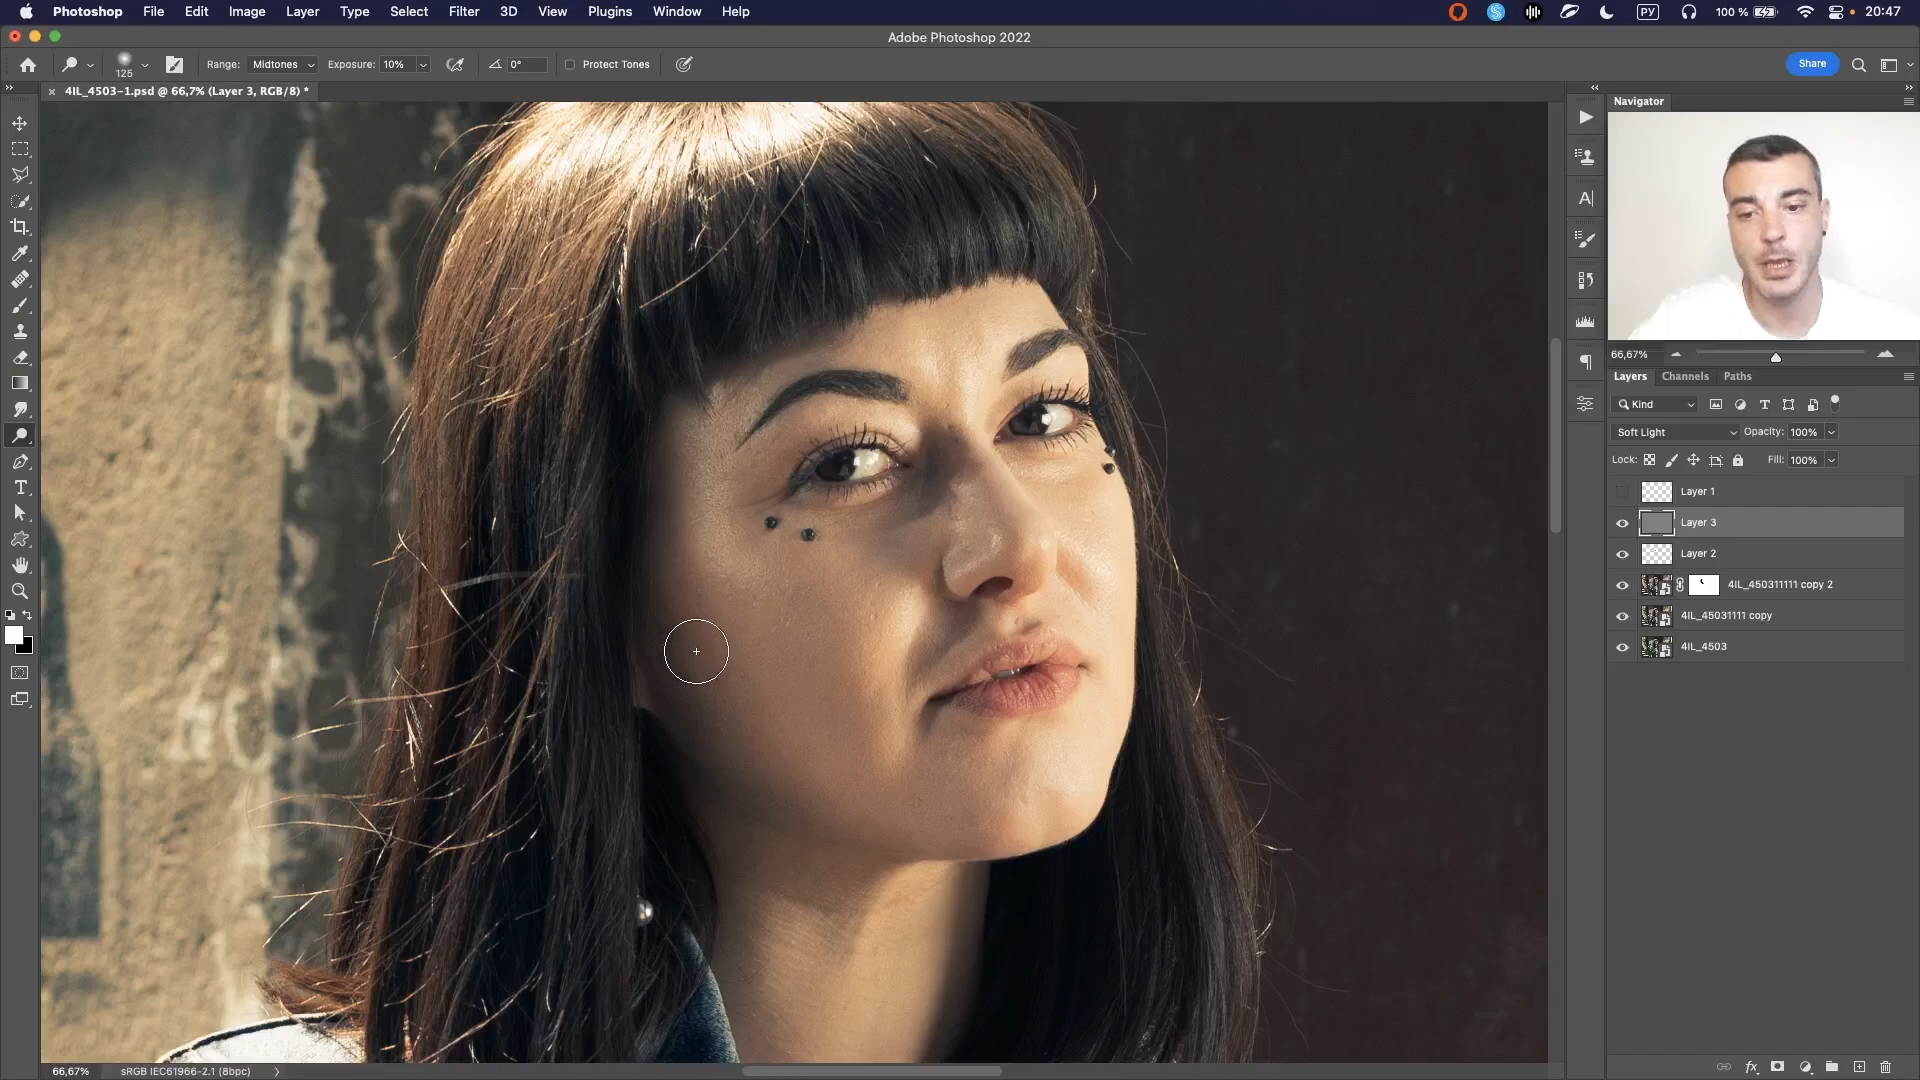 Photoshop File Edit Image Layer Type Select Filter 3D View Plugins Window Help РУ 100 % 20:47
Adobe Photoshop 2022
125 Range: Midtones Exposure: 10% 0° Protect Tones Share
4IL_4503-1.psd @ 66,7% (Layer 3, RGB/8) *
Navigator
66,67%
Layers Channels Paths
Kind
Soft Light Opacity: 100%
Lock: Fill: 100%
Layer 1
Layer 3
Layer 2
4IL_450311111 copy 2
4IL_45031111 copy
4IL_4503
66,67% sRGB IEC61966-2.1 (8bpc)
fx